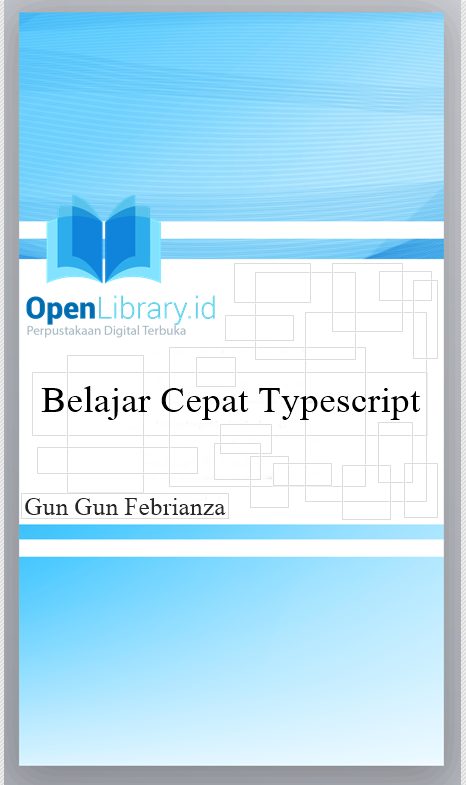 OpenLibrary.id
Perpustakaan Digital Terbuka
Belajar Cepat Typescript
Gun Gun Febrianza